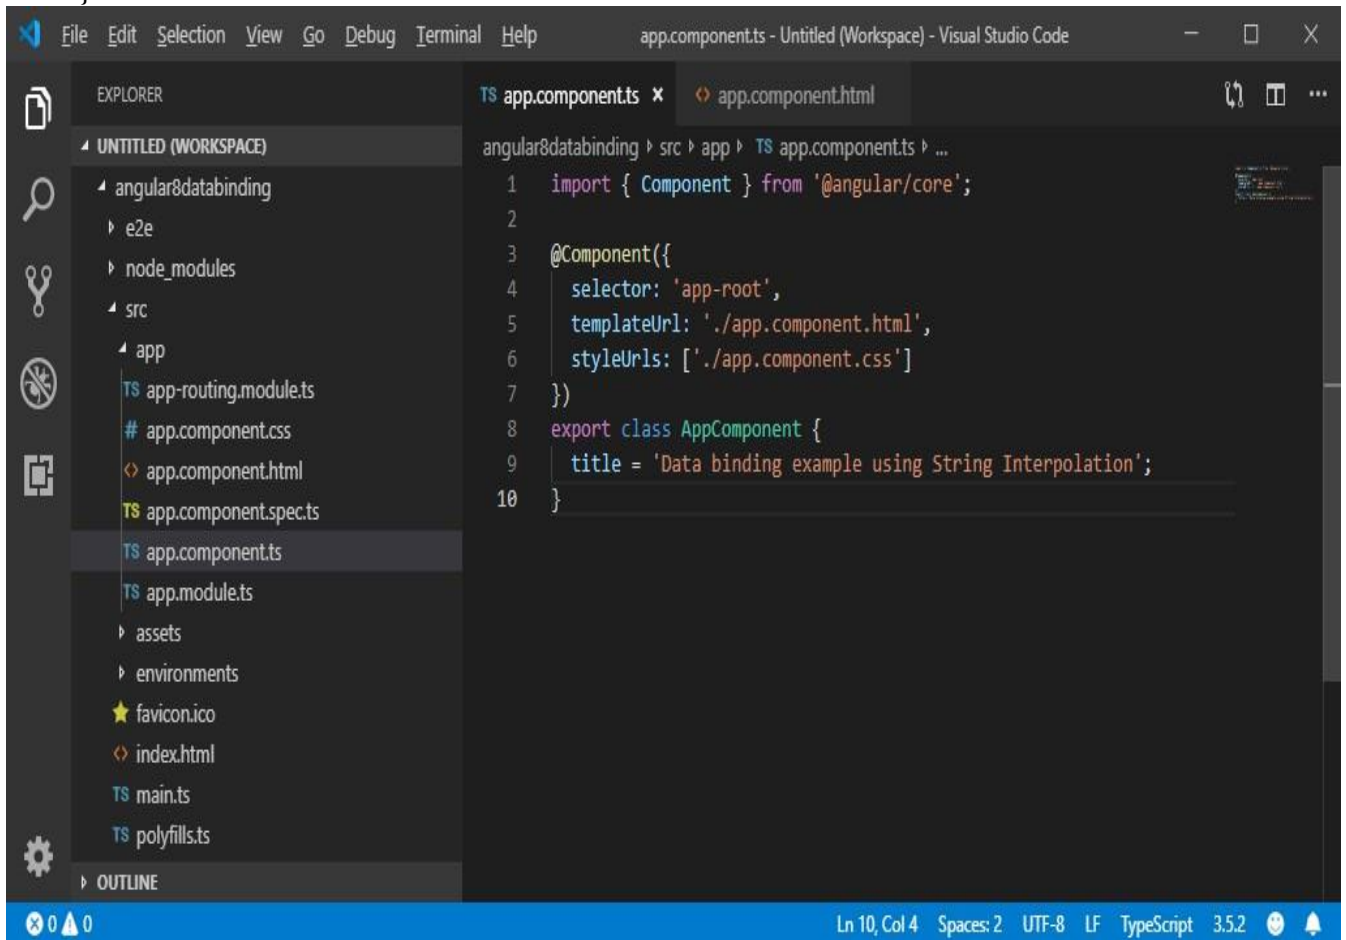 File Edit Selection View Go Debug Terminal Help app.component.ts - Untitled (Workspace) - Visual Studio Code
EXPLORER
UNTITLED (WORKSPACE)
angular8databinding
e2e
node_modules
src
app
TS app-routing.module.ts
# app.component.css
<> app.component.html
TS app.component.spec.ts
TS app.component.ts
TS app.module.ts
assets
environments
favicon.ico
<> index.html
TS main.ts
TS polyfills.ts
OUTLINE
TS app.component.ts × <> app.component.html
angular8databinding src app TS app.component.ts ...
1 import { Component } from '@angular/core';
2
3 @Component({
4 selector: 'app-root',
5 templateUrl: './app.component.html',
6 styleUrls: ['./app.component.css']
7 })
8 export class AppComponent {
9 title = 'Data binding example using String Interpolation';
10 }
0 0 Ln 10, Col 4 Spaces: 2 UTF-8 LF TypeScript 3.5.2